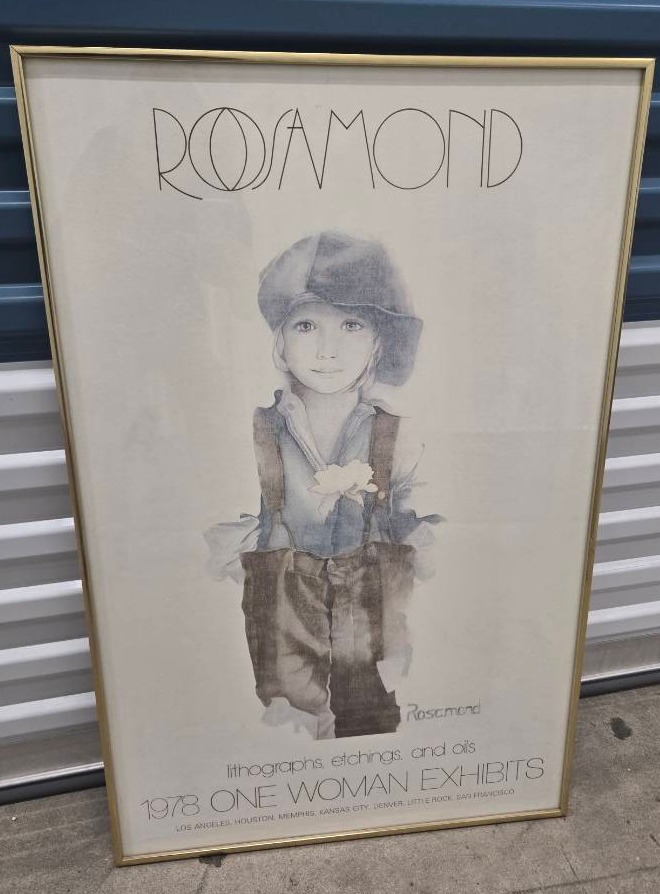 ROSAMOND
Rosamond
lithographs, etchings, and oils
1978 ONE WOMAN EXHIBITS
LOS ANGELES, HOUSTON, MEMPHIS, KANSAS CITY, DENVER, LITTLE ROCK, SAN FRANCISCO